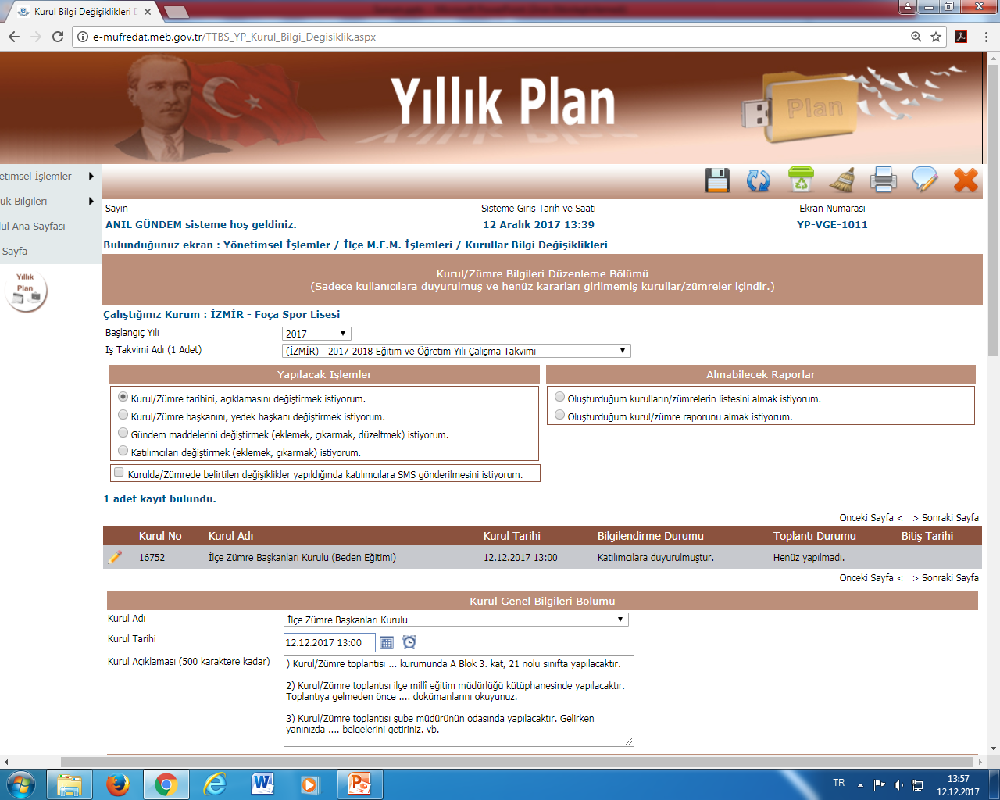 Kurul Bilgi Değişiklikleri
e-mufredat.meb.gov.tr/TTBS_YP_Kurul_Bilgi_Degisiklik.aspx
Yıllık Plan
Plan
etimsel İşlemler
ük Bilgileri
lül Ana Sayfası
Sayfa
Yıllık
Plan
Sayın
Sisteme Giriş Tarih ve Saati
Ekran Numarası
ANIL GÜNDEM sisteme hoş geldiniz.
12 Aralık 2017 13:39
YP-VGE-1011
Bulunduğunuz ekran : Yönetimsel İşlemler / İlçe M.E.M. İşlemleri / Kurullar Bilgi Değişiklikleri
Kurul/Zümre Bilgileri Düzenleme Bölümü
(Sadece kullanıcılara duyurulmuş ve henüz kararları girilmemiş kurullar/zümreler içindir.)
Çalıştığınız Kurum : İZMİR - Foça Spor Lisesi
Başlangıç Yılı
2017
İş Takvimi Adı (1 Adet)
(İZMİR) - 2017-2018 Eğitim ve Öğretim Yılı Çalışma Takvimi
Yapılacak İşlemler
Alınabilecek Raporlar
Kurul/Zümre tarihini, açıklamasını değiştirmek istiyorum.
Oluşturduğum kurulların/zümrelerin listesini almak istiyorum.
Kurul/Zümre başkanını, yedek başkanı değiştirmek istiyorum.
Oluşturduğum kurul/zümre raporunu almak istiyorum.
Gündem maddelerini değiştirmek (eklemek, çıkarmak, düzeltmek) istiyorum.
Katılımcıları değiştirmek (eklemek, çıkarmak) istiyorum.
Kurulda/Zümrede belirtilen değişiklikler yapıldığında katılımcılara SMS gönderilmesini istiyorum.
1 adet kayıt bulundu.
Önceki Sayfa < > Sonraki Sayfa
Kurul No Kurul Adı Kurul Tarihi Bilgilendirme Durumu Toplantı Durumu Bitiş Tarihi
16752 İlçe Zümre Başkanları Kurulu (Beden Eğitimi) 12.12.2017 13:00 Katılımcılara duyurulmuştur. Henüz yapılmadı.
Önceki Sayfa < > Sonraki Sayfa
Kurul Genel Bilgileri Bölümü
Kurul Adı
İlçe Zümre Başkanları Kurulu
Kurul Tarihi
12.12.2017 13:00
Kurul Açıklaması (500 karaktere kadar)
) Kurul/Zümre toplantısı ... kurumunda A Blok 3. kat, 21 nolu sınıfta yapılacaktır.
2) Kurul/Zümre toplantısı ilçe millî eğitim müdürlüğü kütüphanesinde yapılacaktır.
Toplantıya gelmeden önce .... dokümanlarını okuyunuz.
3) Kurul/Zümre toplantısı şube müdürünün odasında yapılacaktır. Gelirken
yanınızda .... belgelerini getiriniz. vb.
TR
13:57
12.12.2017